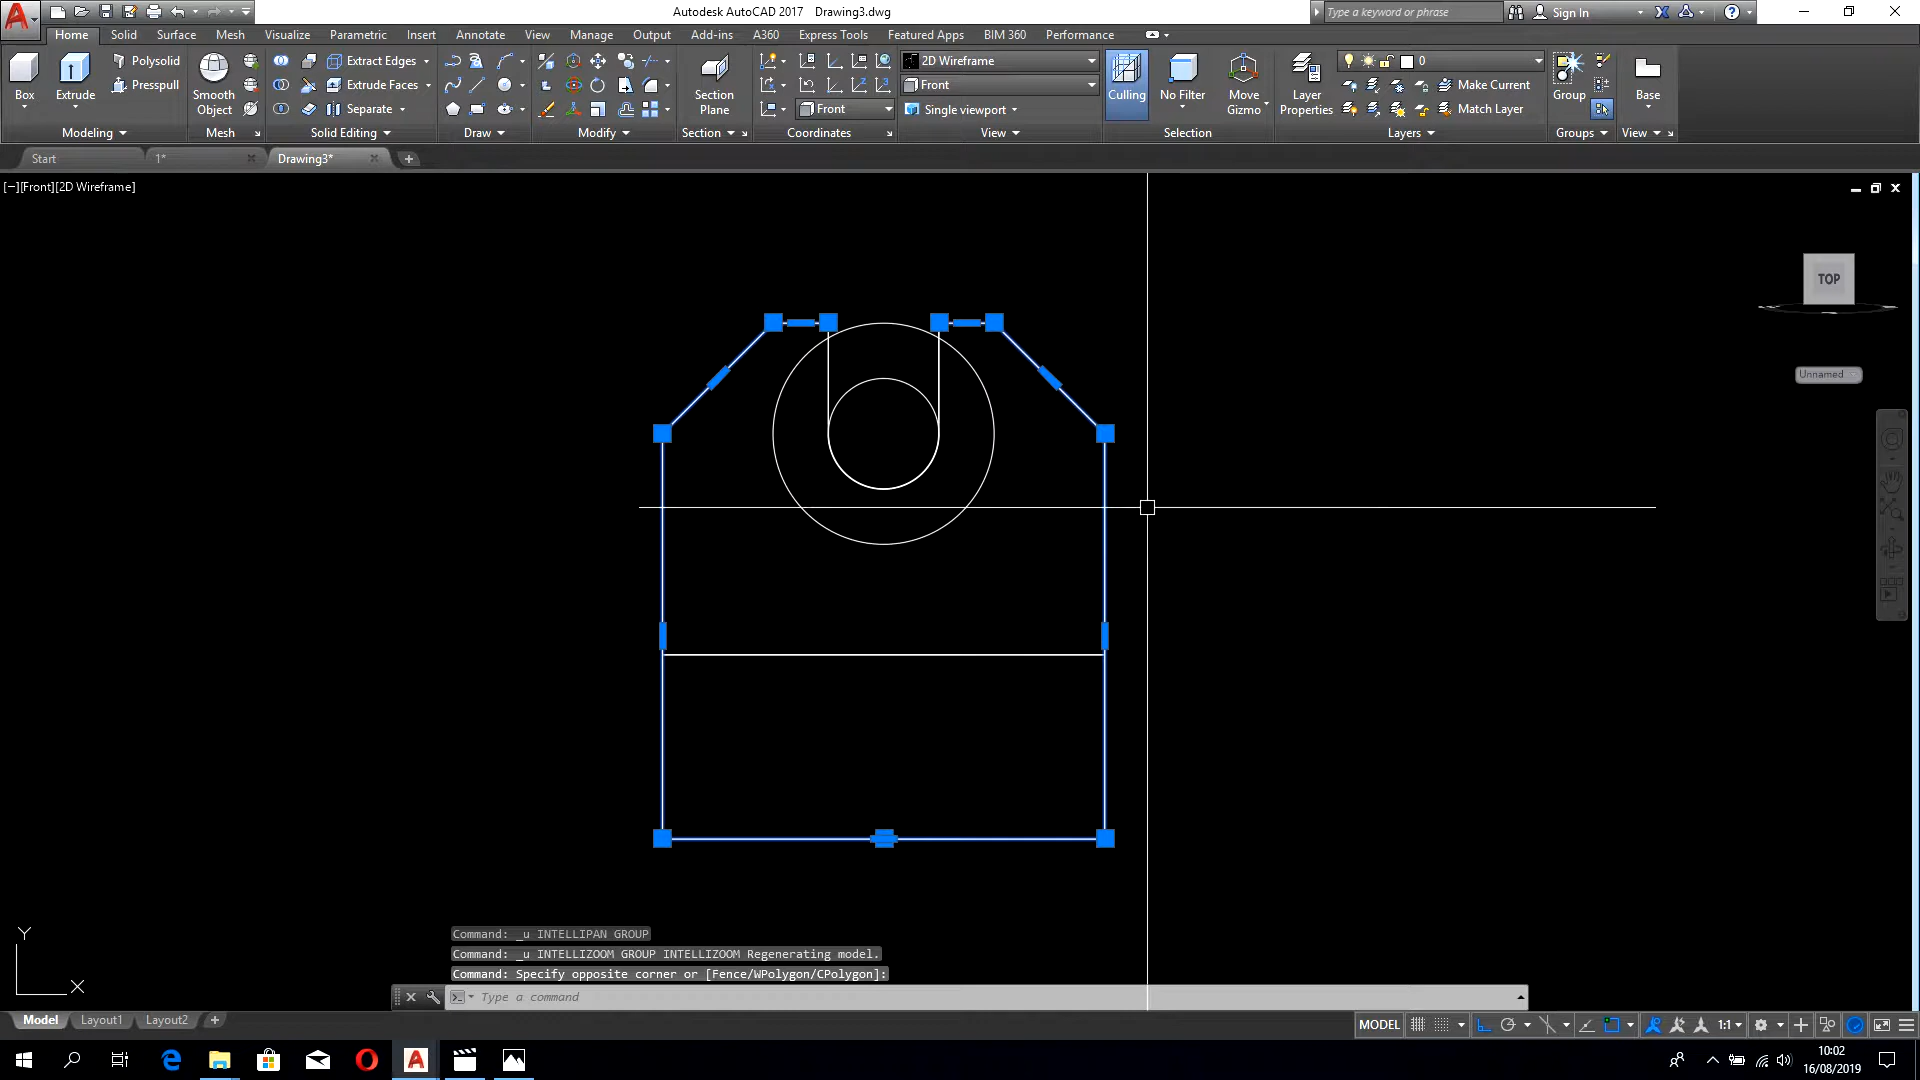 Autodesk AutoCAD 2017 Drawing3.dwg
Type a keyword or phrase
Sign In
Home Solid Surface Mesh Visualize Parametric Insert Annotate View Manage Output Add-ins A360 Express Tools Featured Apps BIM 360 Performance
Box
Extrude
Polysolid
Presspull
Modeling
Smooth
Object
Mesh
Extract Edges
Extrude Faces
Separate
Solid Editing
Draw
Modify
Section
Plane
Section
Front
Coordinates
2D Wireframe
Front
Single viewport
View
Culling
No Filter
Move
Gizmo
Selection
Layer
Properties
0
Make Current
Match Layer
Layers
Group
Groups
Base
View
Start
1*
Drawing3*
[−][Front][2D Wireframe]
TOP
Unnamed
Y
X
Command: _u INTELLIPAN GROUP
Command: _u INTELLIZOOM GROUP INTELLIZOOM Regenerating model.
Command: Specify opposite corner or [Fence/WPolygon/CPolygon]:
Type a command
Model Layout1 Layout2
MODEL
1:1
10:02
16/08/2019